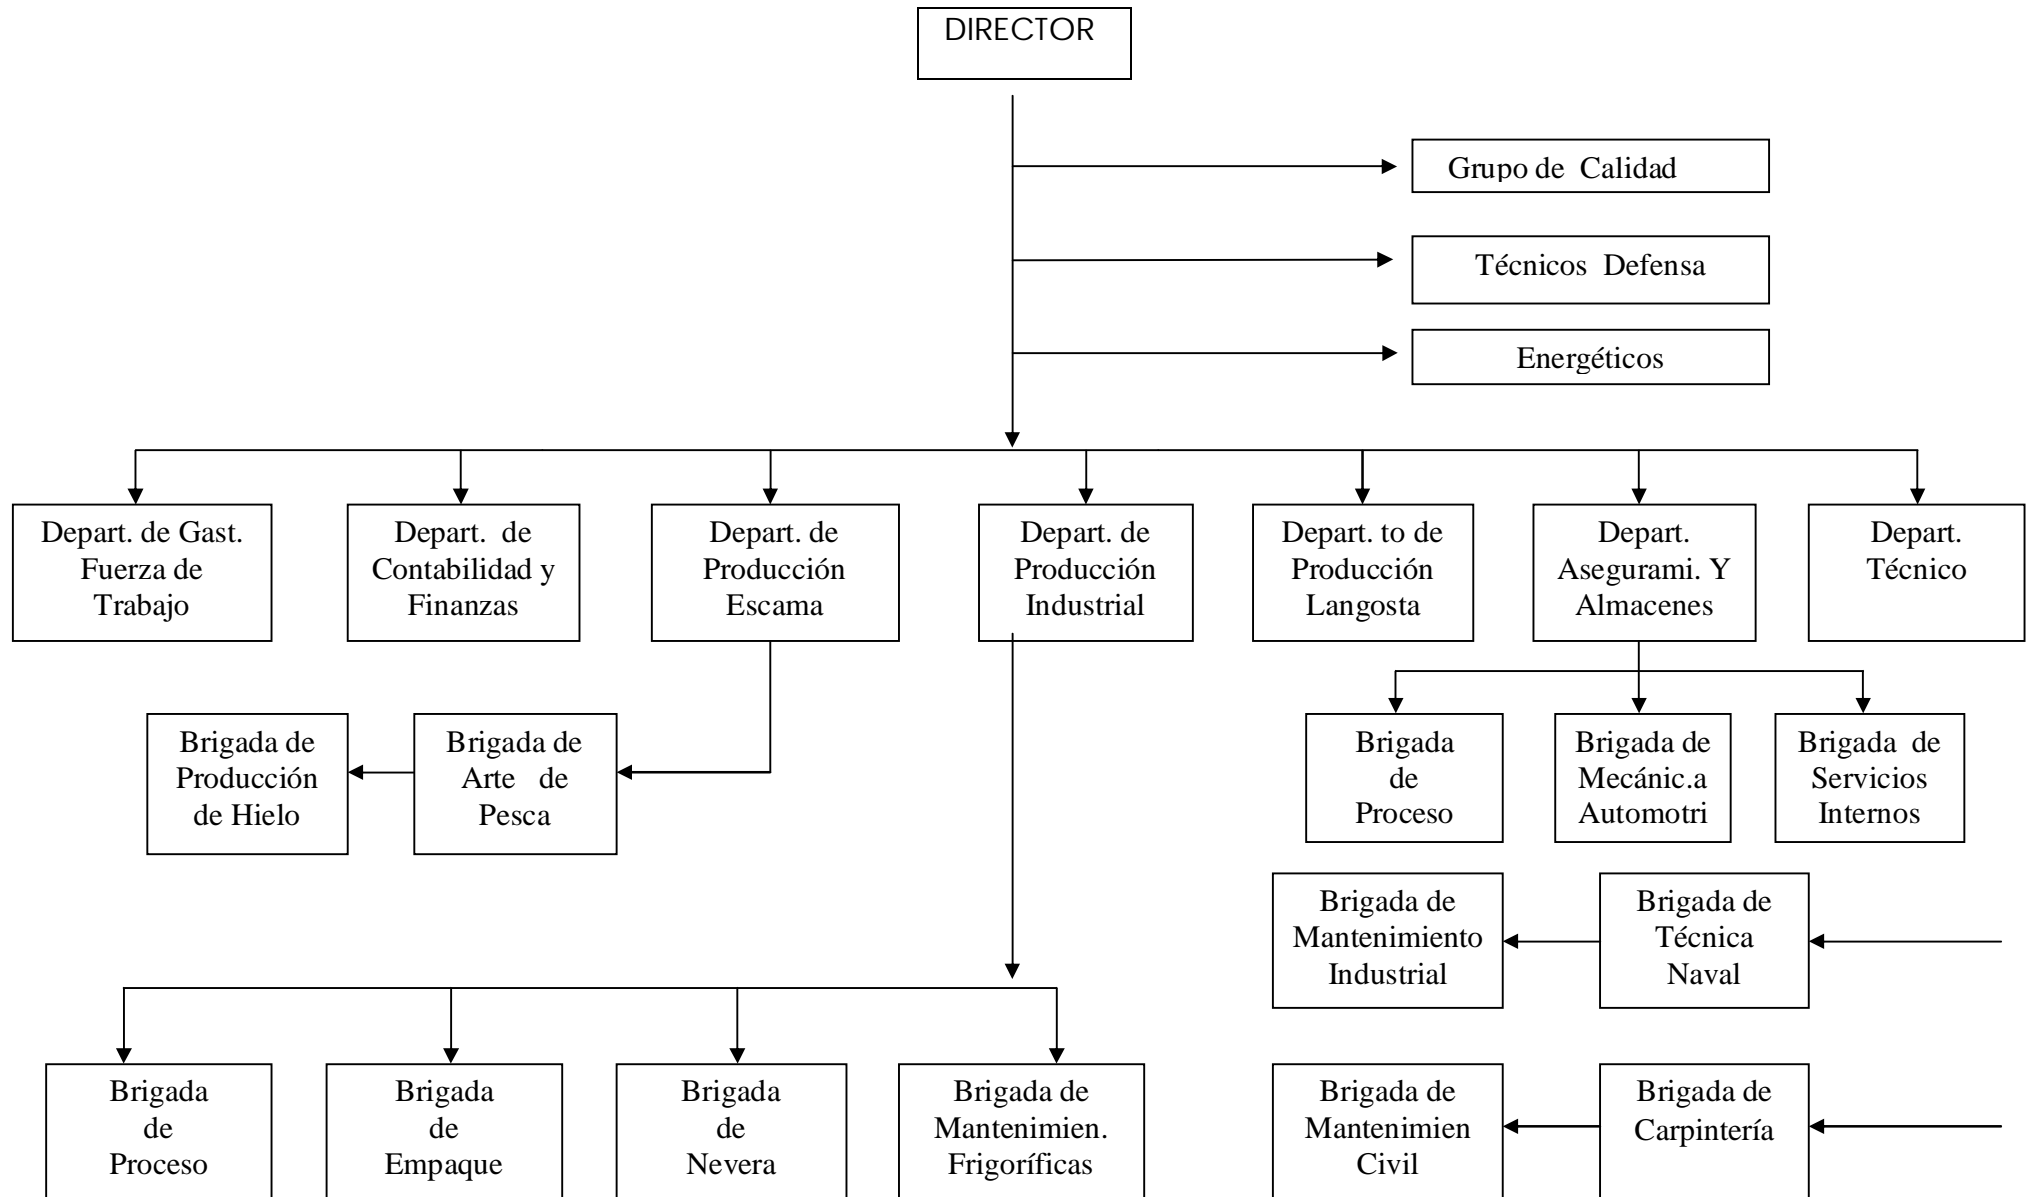 DIRECTOR
Grupo de Calidad
Técnicos Defensa
Energéticos
Depart. de Gast.
Fuerza de
Trabajo
Depart. de
Contabilidad y
Finanzas
Depart. de
Producción
Escama
Depart. de
Producción
Industrial
Depart. to de
Producción
Langosta
Depart.
Asegurami. Y
Almacenes
Depart.
Técnico
Brigada de
Producción
de Hielo
Brigada de
Arte de
Pesca
Brigada
de
Proceso
Brigada de
Mecánic.a
Automotri
Brigada de
Servicios
Internos
Brigada de
Mantenimiento
Industrial
Brigada de
Técnica
Naval
Brigada
de
Proceso
Brigada
de
Empaque
Brigada
de
Nevera
Brigada de
Mantenimien.
Frigoríficas
Brigada de
Mantenimien
Civil
Brigada de
Carpintería